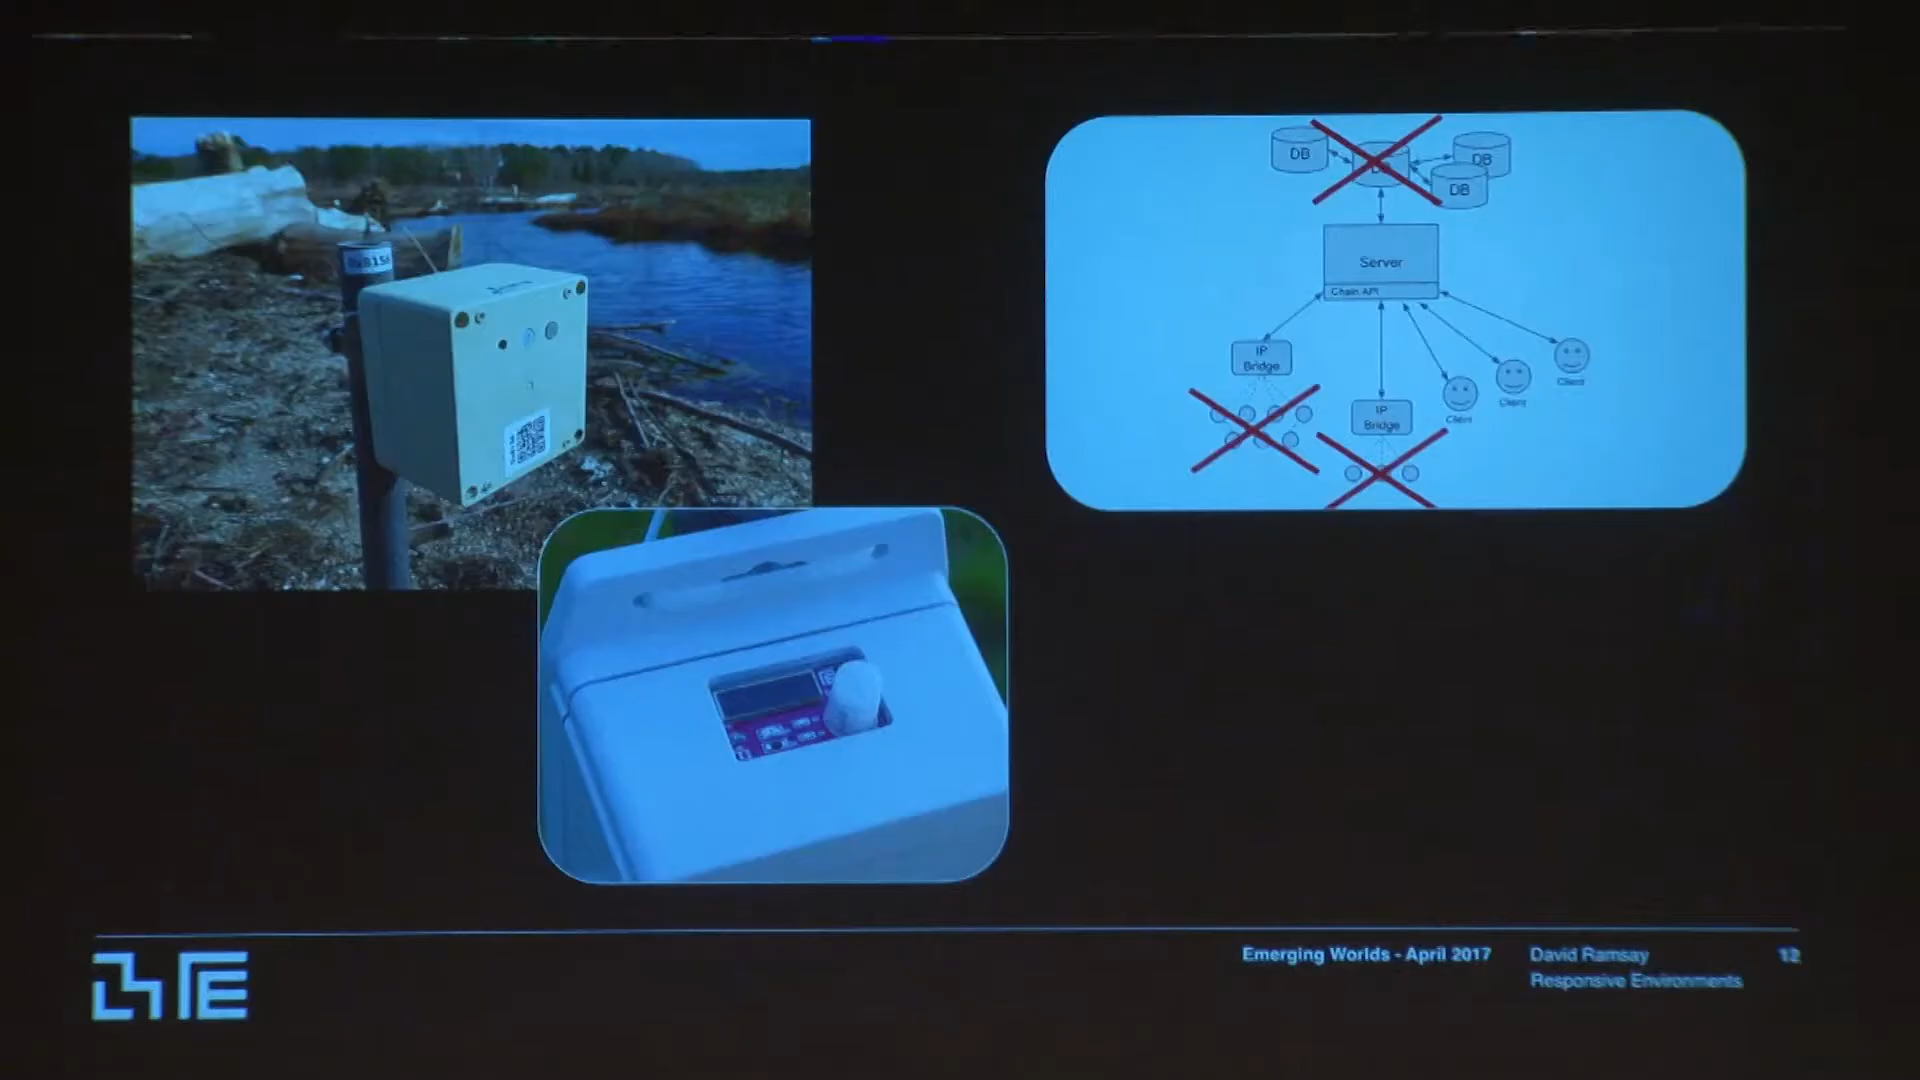 DB
DB
DB
Server
Chain API
IP
Bridge
IP
Bridge
Client
Client
Client
Emerging Worlds - April 2017
David Ramsay
Responsive Environments
12